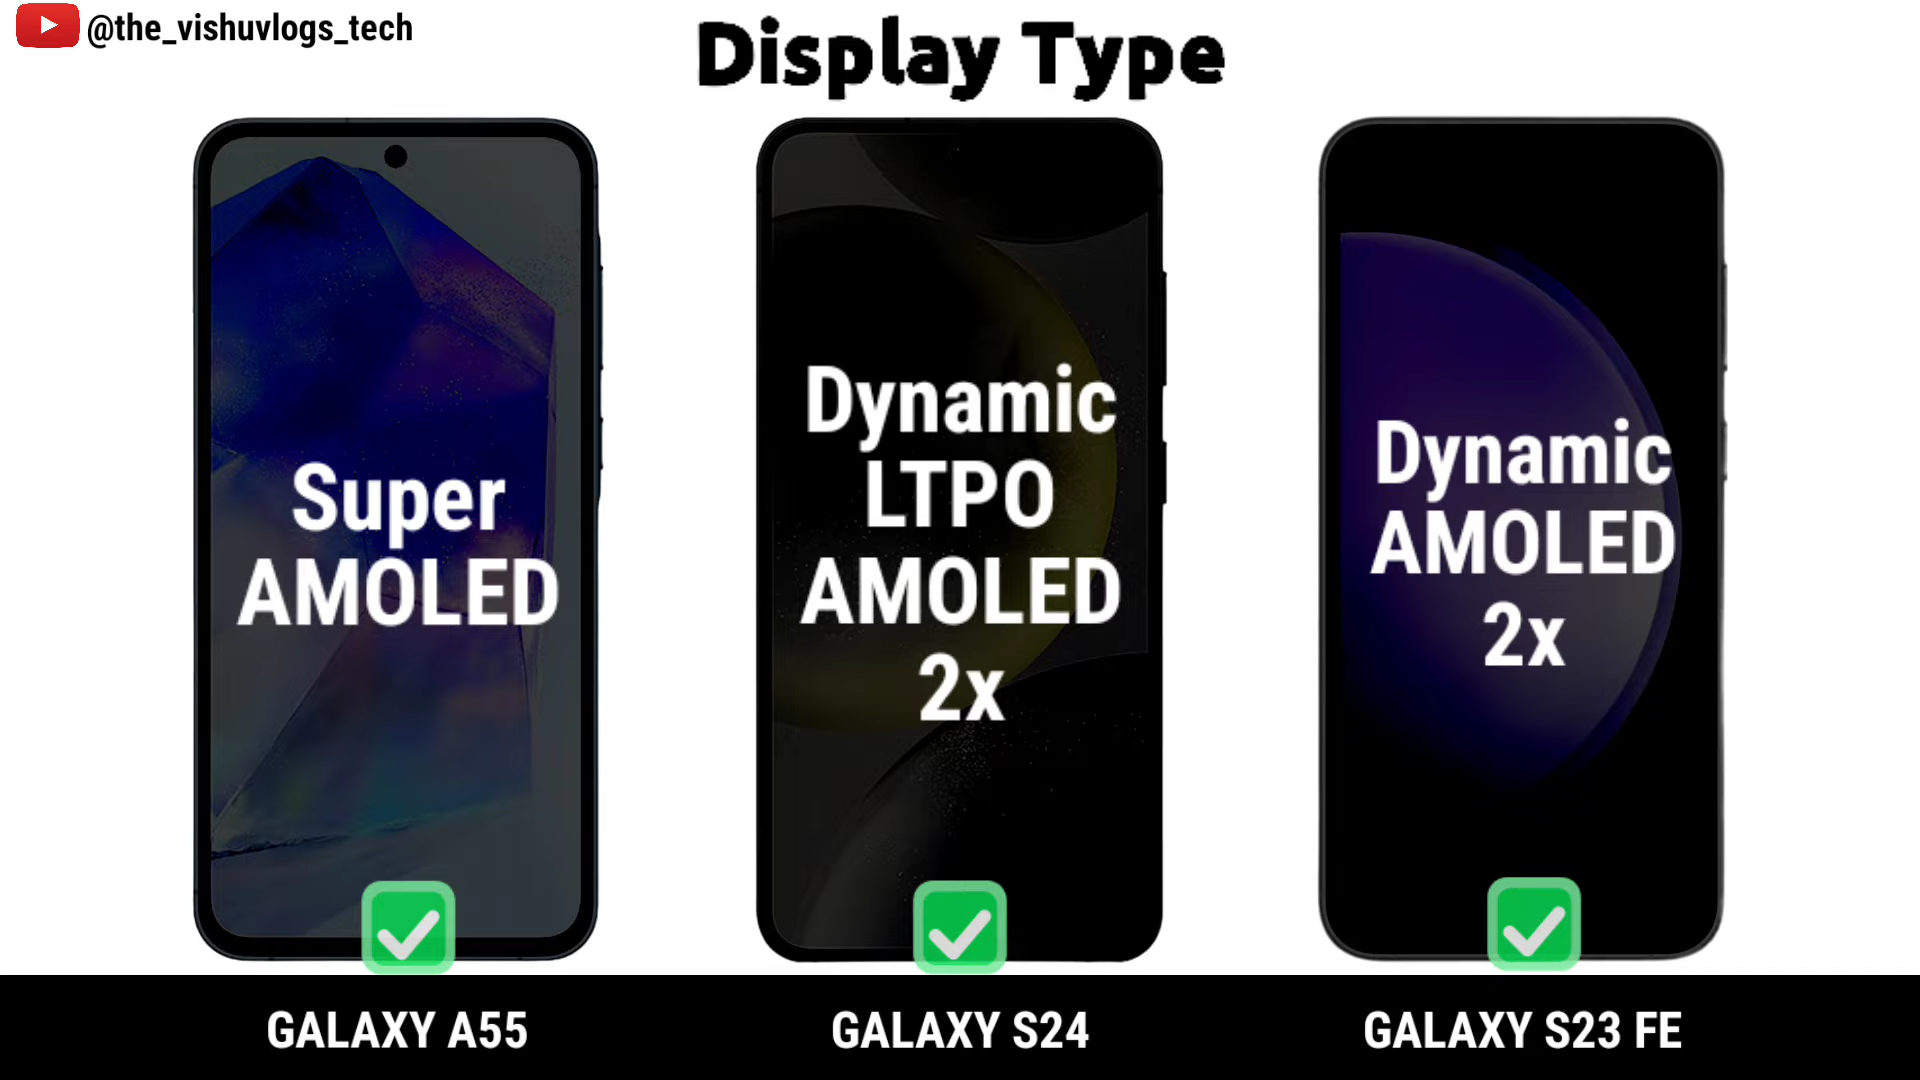 @the_vishuvlogs_tech
Display Type
Super
AMOLED
Dynamic
LTPO
AMOLED
2x
Dynamic
AMOLED
2x
GALAXY A55
GALAXY S24
GALAXY S23 FE